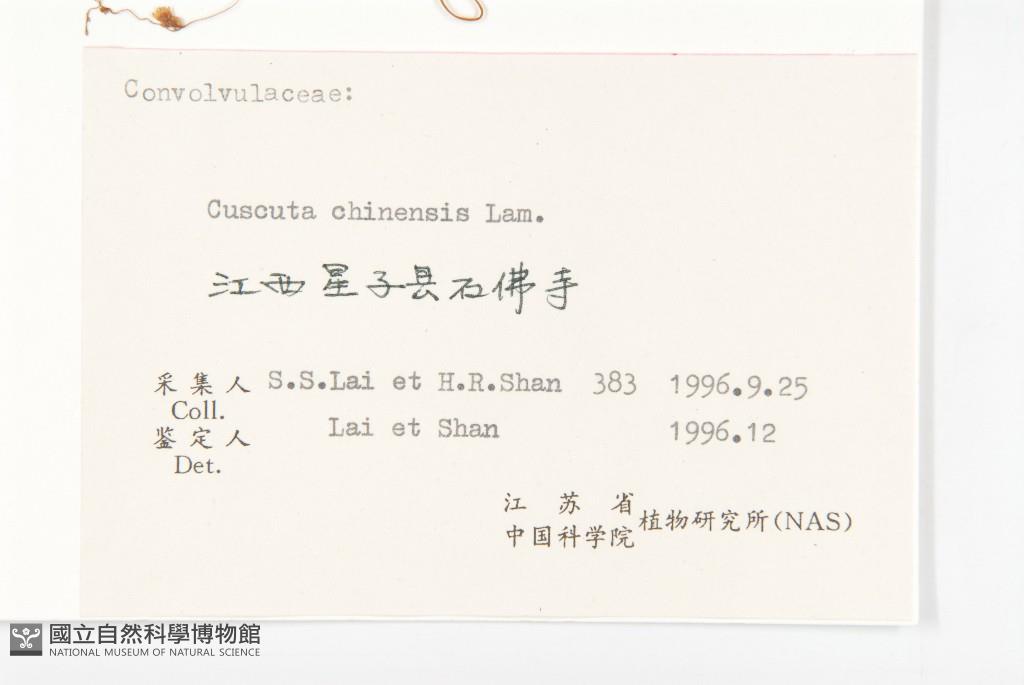 Convolvulaceae:
Cuscuta chinensis Lam.
江西星子县石佛寺
采集人 S.S.Lai et H.R.Shan 383 1996.9.25
Coll.
鉴定人 Lai et Shan 1996.12
Det.
江苏省
中国科学院 植物研究所(NAS)
國立自然科學博物館
NATIONAL MUSEUM OF NATURAL SCIENCE